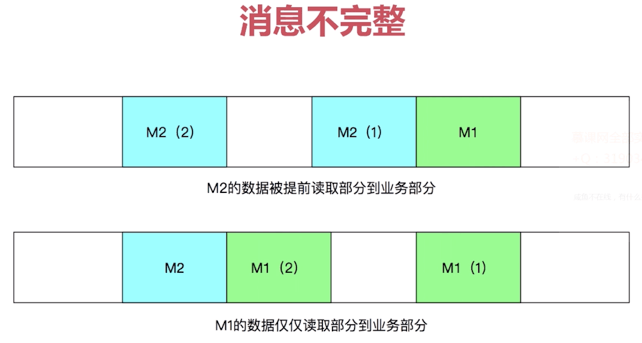 消息不完整
M2（2） M2（1） M1
M2的数据被提前读取部分到业务部分
M2 M1（2） M1（1）
M1的数据仅仅读取部分到业务部分